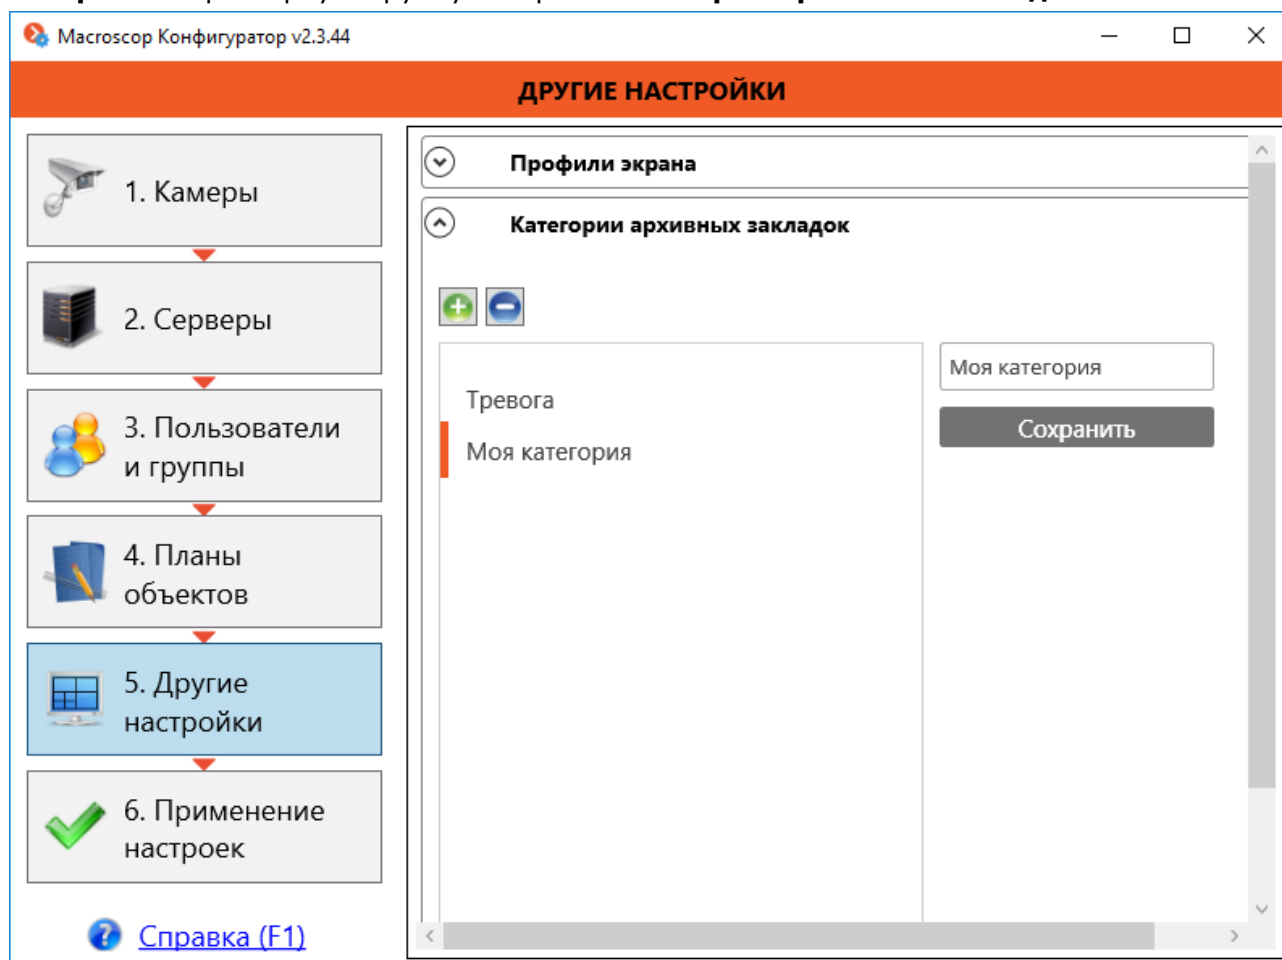 Macroscop Конфигуратор v2.3.44
ДРУГИЕ НАСТРОЙКИ
1. Камеры
2. Серверы
3. Пользователи
и группы
4. Планы
объектов
5. Другие
настройки
6. Применение
настроек
Справка (F1)
Профили экрана
Категории архивных закладок
Тревога
Моя категория
Моя категория
Сохранить